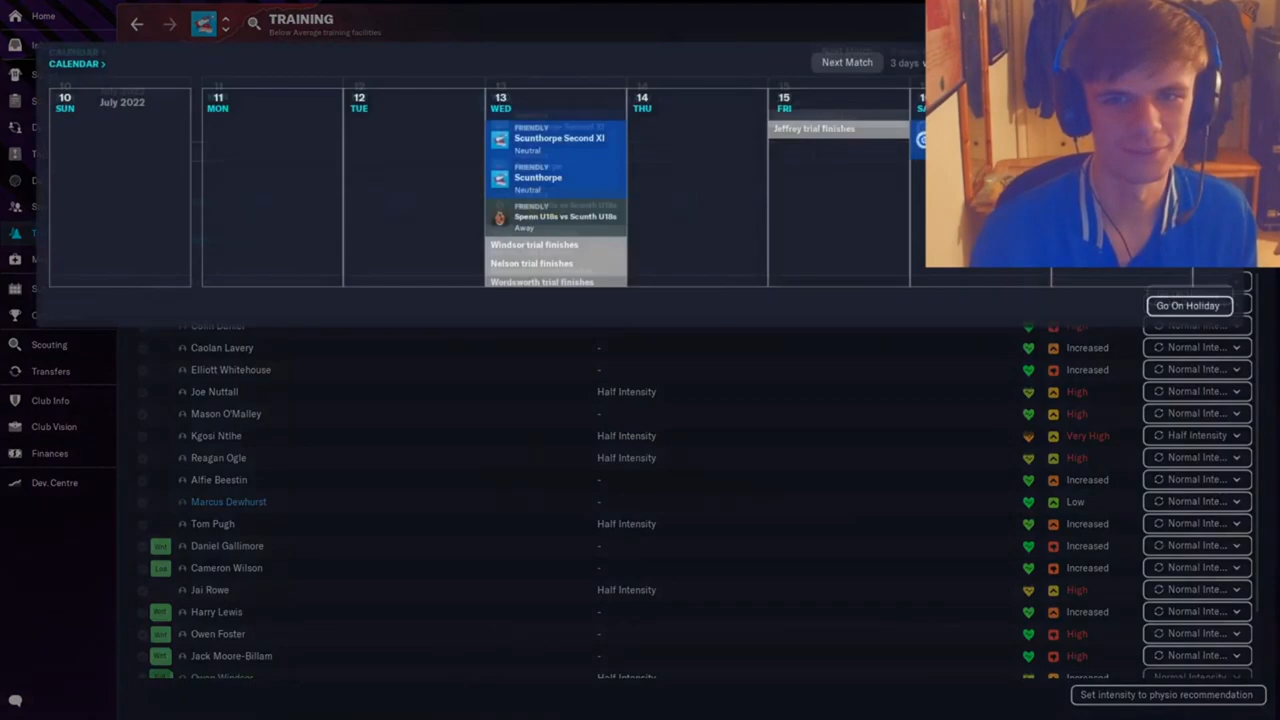 Home
TRAINING
Below Average training facilities
CALENDAR >
Next Match
3 days
10 SUN
July 2022
11 MON
12 TUE
13 WED
14 THU
15 FRI
FRIENDLY
Scunthorpe Second XI
Neutral
FRIENDLY
Scunthorpe
Neutral
FRIENDLY
Spenn U18s vs Scunth U18s
Away
Windsor trial finishes
Nelson trial finishes
Wordsworth trial finishes
Jeffrey trial finishes
Go On Holiday
Scouting
Transfers
Club Info
Club Vision
Finances
Dev. Centre
Caolan Lavery - Increased Normal Inte...
Elliott Whitehouse - Increased Normal Inte...
Joe Nuttall Half Intensity High Normal Inte...
Mason O'Malley - High Normal Inte...
Kgosi Ntlhe Half Intensity Very High Half Intensity
Reagan Ogle Half Intensity High Normal Inte...
Alfie Beestin - Increased Normal Inte...
Marcus Dewhurst - Low Normal Inte...
Tom Pugh Half Intensity Increased Normal Inte...
Wnt Daniel Gallimore - Increased Normal Inte...
Loa Cameron Wilson - Increased Normal Inte...
Jai Rowe Half Intensity High Normal Inte...
Wnt Harry Lewis - Increased Normal Inte...
Wnt Owen Foster - High Normal Inte...
Wnt Jack Moore-Billam - High Normal Inte...
Set intensity to physio recommendation